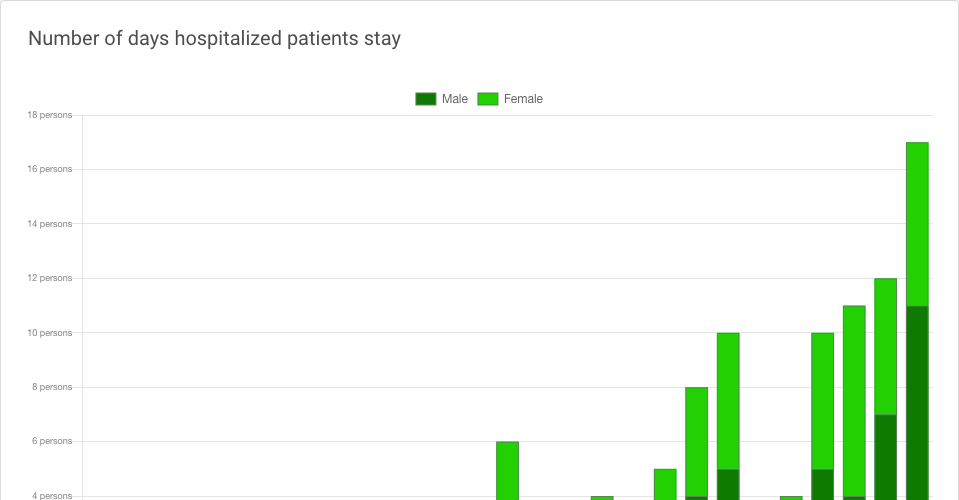 Number of days hospitalized patients stay
Male Female
18 persons
16 persons
14 persons
12 persons
10 persons
8 persons
6 persons
4 persons